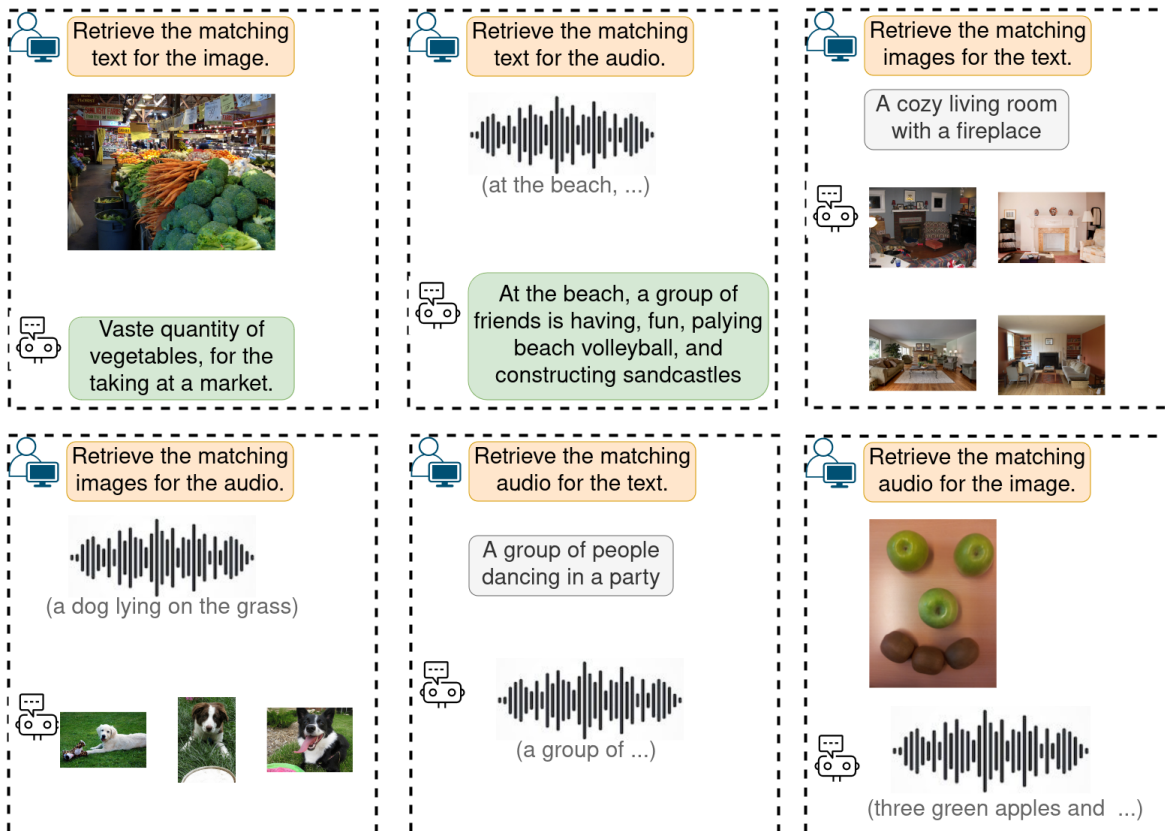 Retrieve the matching
text for the image.
Vaste quantity of
vegetables, for the
taking at a market.
Retrieve the matching
text for the audio.
(at the beach, ...)
At the beach, a group of
friends is having, fun, palying
beach volleyball, and
constructing sandcastles
Retrieve the matching
images for the text.
A cozy living room
with a fireplace
Retrieve the matching
images for the audio.
(a dog lying on the grass)
Retrieve the matching
audio for the text.
A group of people
dancing in a party
(a group of ...)
Retrieve the matching
audio for the image.
(three green apples and ...)